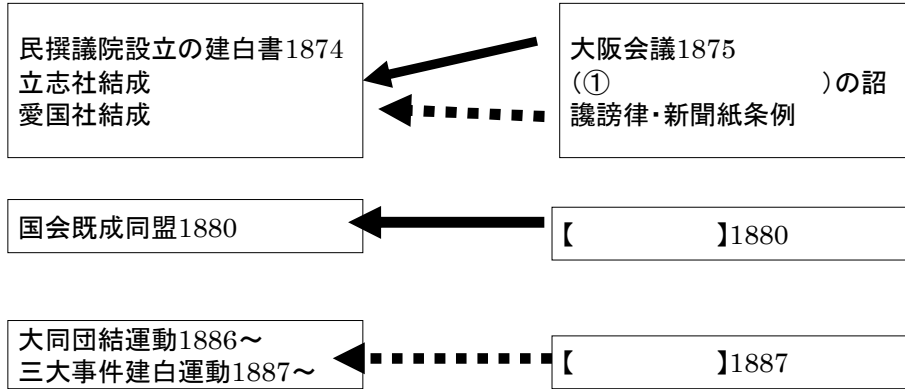 民撰議院設立の建白書1874
立志社結成
愛国社結成
大阪会議1875
(① )の詔
讒謗律・新聞紙条例
国会既成同盟1880
【 】1880
大同団結運動1886～
三大事件建白運動1887～
【 】1887